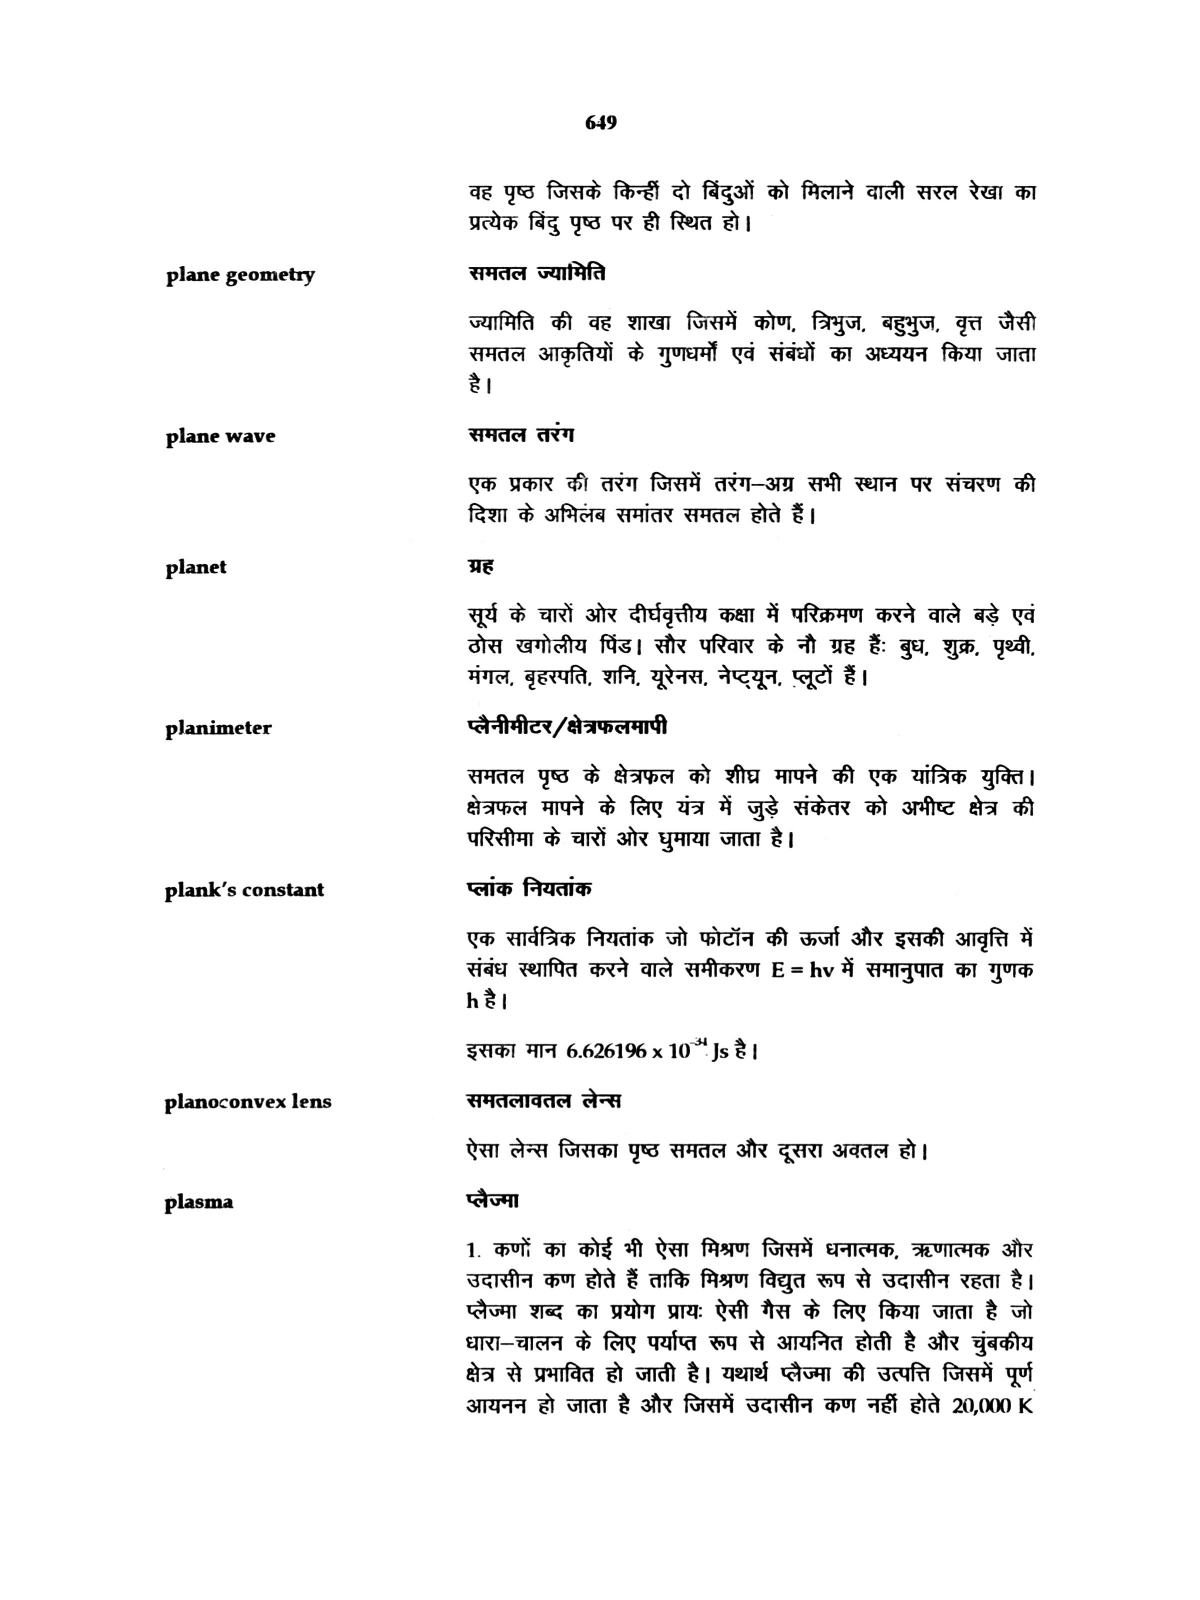 649
वह पृष्ठ जिसके किन्हीं दो बिंदुओं को मिलाने वाली सरल रेखा का
प्रत्येक बिंदु पृष्ठ पर ही स्थित हो।
plane geometry समतल ज्यामिति
ज्यामिति की वह शाखा जिसमें कोण, त्रिभुज, बहुभुज, वृत्त जैसी
समतल आकृतियों के गुणधर्मों एवं संबंधों का अध्ययन किया जाता
है।
plane wave समतल तरंग
एक प्रकार की तरंग जिसमें तरंग–अग्र सभी स्थान पर संचरण की
दिशा के अभिलंब समांतर समतल होते हैं।
planet ग्रह
सूर्य के चारों ओर दीर्घवृत्तीय कक्षा में परिक्रमण करने वाले बड़े एवं
ठोस खगोलीय पिंड। सौर परिवार के नौ ग्रह हैंः बुध, शुक्र, पृथ्वी,
मंगल, बृहस्पति, शनि, यूरेनस, नेप्ट्यून, प्लूटों हैं।
planimeter प्लैनीमीटर/क्षेत्रफलमापी
समतल पृष्ठ के क्षेत्रफल को शीघ्र मापने की एक यांत्रिक युक्ति।
क्षेत्रफल मापने के लिए यंत्र में जुड़े संकेतर को अभीष्ट क्षेत्र की
परिसीमा के चारों ओर घुमाया जाता है।
plank's constant प्लांक नियतांक
एक सार्वत्रिक नियतांक जो फोटॉन की ऊर्जा और इसकी आवृत्ति में
संबंध स्थापित करने वाले समीकरण E = hv में समानुपात का गुणक
h है।
इसका मान 6.626196 x 10⁻³⁴ Js है।
planoconvex lens समतलावतल लेन्स
ऐसा लेन्स जिसका पृष्ठ समतल और दूसरा अवतल हो।
plasma प्लैज्मा
1. कणों का कोई भी ऐसा मिश्रण जिसमें धनात्मक, ऋणात्मक और
उदासीन कण होते हैं ताकि मिश्रण विद्युत रूप से उदासीन रहता है।
प्लैज्मा शब्द का प्रयोग प्रायः ऐसी गैस के लिए किया जाता है जो
धारा–चालन के लिए पर्याप्त रूप से आयनित होती है और चुंबकीय
क्षेत्र से प्रभावित हो जाती है। यथार्थ प्लैज्मा की उत्पत्ति जिसमें पूर्ण
आयनन हो जाता है और जिसमें उदासीन कण नहीं होते 20,000 K